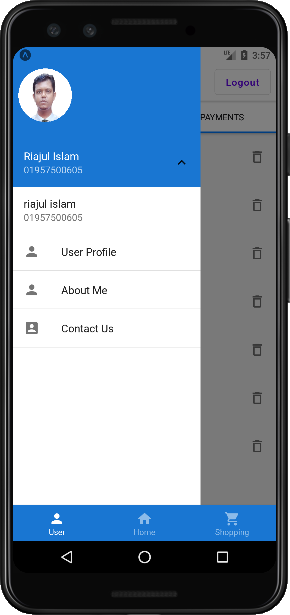 3:57
Logout
PAYMENTS
Riajul Islam
01957500605
riajul islam
01957500605
User Profile
About Me
Contact Us
User
Home
Shopping